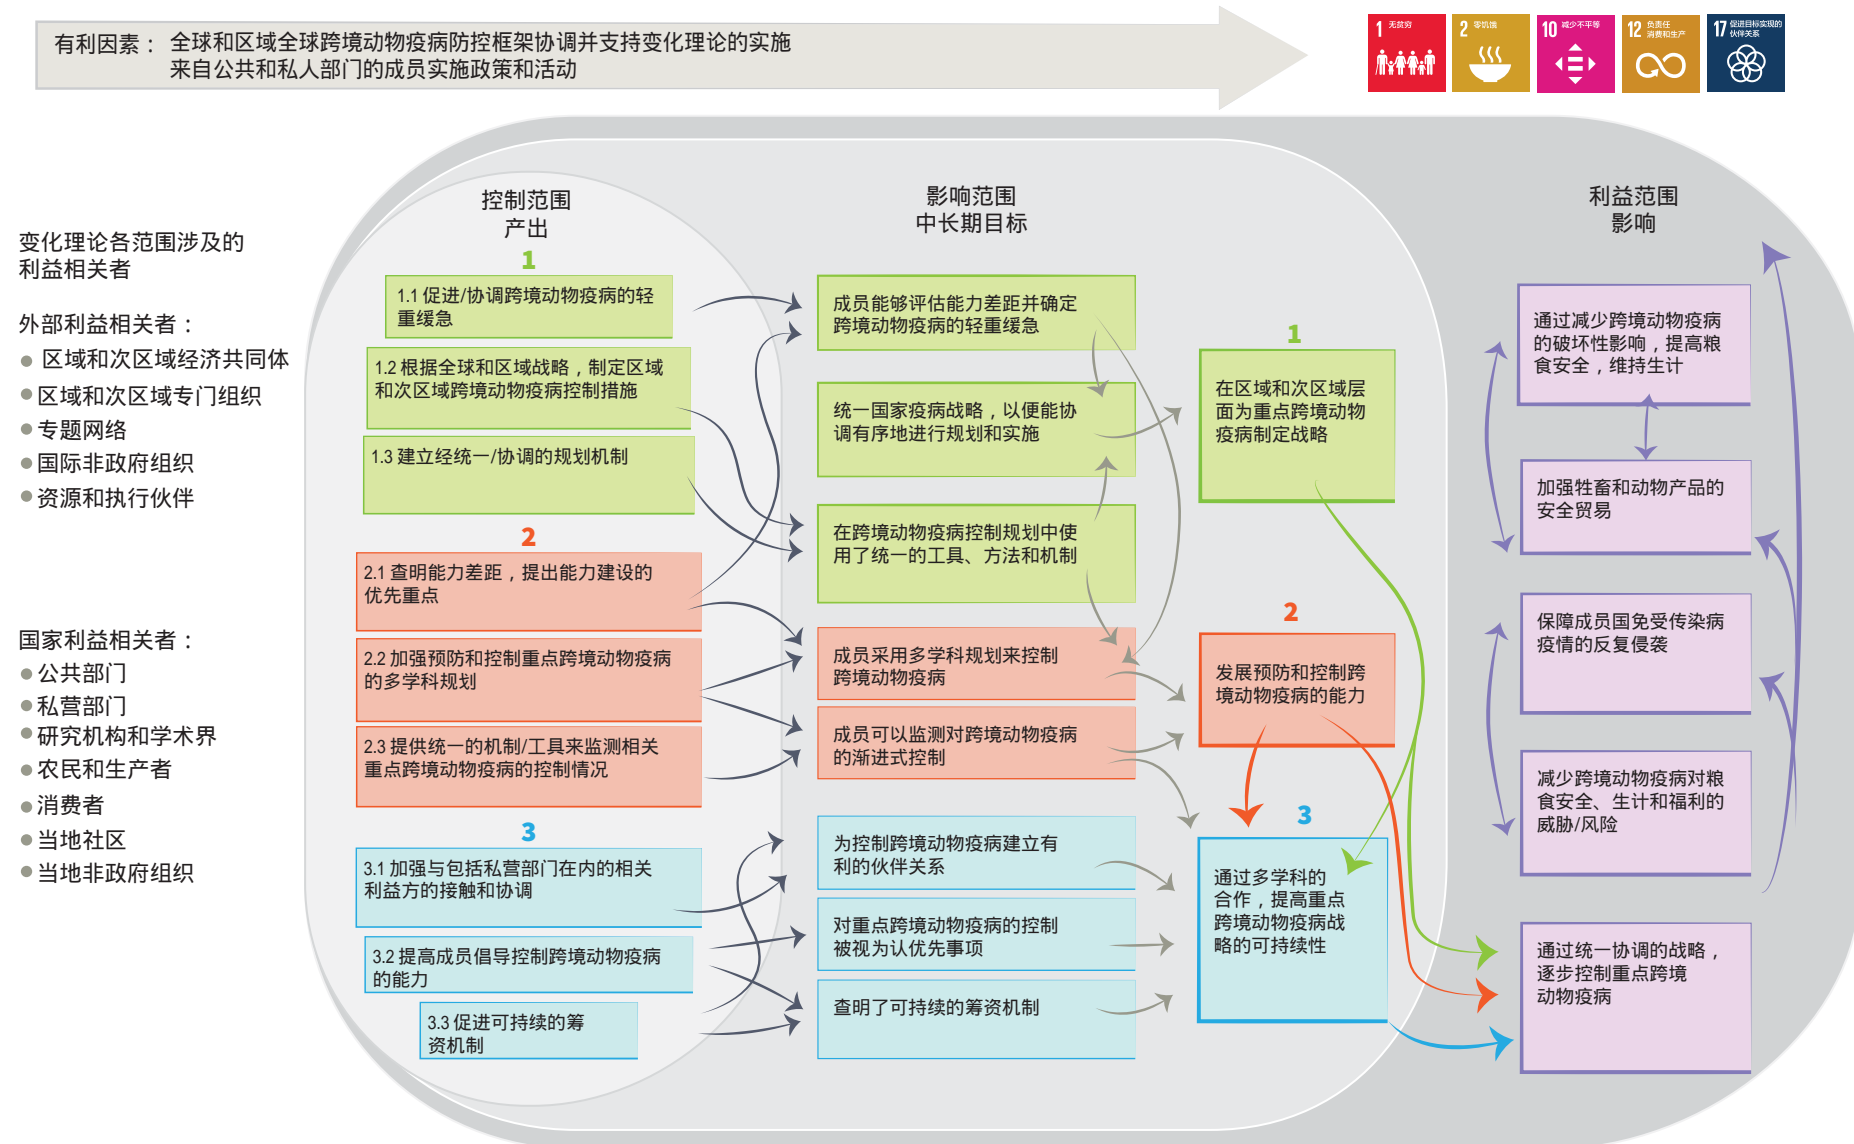 有利因素： 全球和区域全球跨境动物疫病防控框架协调并支持变化理论的实施
来自公共和私人部门的成员实施政策和活动
1 无贫穷
2 零饥饿
10 减少不平等
12 负责任
消费和生产
17 促进目标实现的
伙伴关系
变化理论各范围涉及的
利益相关者
外部利益相关者：
● 区域和次区域经济共同体
● 区域和次区域专门组织
● 专题网络
● 国际非政府组织
● 资源和执行伙伴
国家利益相关者：
● 公共部门
● 私营部门
● 研究机构和学术界
● 农民和生产者
● 消费者
● 当地社区
● 当地非政府组织
控制范围
产出
1
1.1 促进/协调跨境动物疫病的轻
重缓急
1.2 根据全球和区域战略，制定区域
和次区域跨境动物疫病控制措施
1.3 建立经统一/协调的规划机制
2
2.1 查明能力差距，提出能力建设的
优先重点
2.2 加强预防和控制重点跨境动物疫病
的多学科规划
2.3 提供统一的机制/工具来监测相关
重点跨境动物疫病的控制情况
3
3.1 加强与包括私营部门在内的相关
利益方的接触和协调
3.2 提高成员倡导控制跨境动物疫病
的能力
3.3 促进可持续的筹
资机制
影响范围
中长期目标
成员能够评估能力差距并确定
跨境动物疫病的轻重缓急
统一国家疫病战略，以便能协
调有序地进行规划和实施
在跨境动物疫病控制规划中使
用了统一的工具、方法和机制
成员采用多学科规划来控制
跨境动物疫病
成员可以监测对跨境动物疫病
的渐进式控制
为控制跨境动物疫病建立有
利的伙伴关系
对重点跨境动物疫病的控制
被视为认优先事项
查明了可持续的筹资机制
1
在区域和次区域层
面为重点跨境动物
疫病制定战略
2
发展预防和控制跨
境动物疫病的能力
3
通过多学科的
合作，提高重点
跨境动物疫病战
略的可持续性
利益范围
影响
通过减少跨境动物疫病
的破坏性影响，提高粮
食安全，维持生计
加强牲畜和动物产品的
安全贸易
保障成员国免受传染病
疫情的反复侵袭
减少跨境动物疫病对粮
食安全、生计和福利的
威胁/风险
通过统一协调的战略，
逐步控制重点跨境
动物疫病